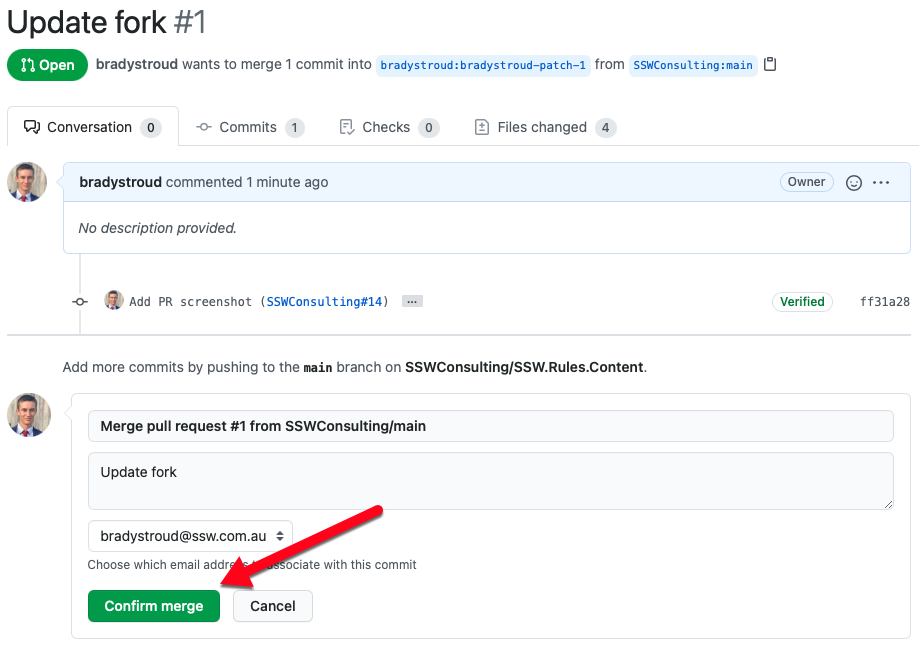 Update fork #1
Open bradystroud wants to merge 1 commit into bradystroud:bradystroud-patch-1 from SSWConsulting:main
Conversation 0 Commits 1 Checks 0 Files changed 4
bradystroud commented 1 minute ago Owner
No description provided.
Add PR screenshot (SSWConsulting#14) ... Verified ff31a28
Add more commits by pushing to the main branch on SSWConsulting/SSW.Rules.Content.
Merge pull request #1 from SSWConsulting/main
Update fork
bradystroud@ssw.com.au
Choose which email address to associate with this commit
Confirm merge Cancel